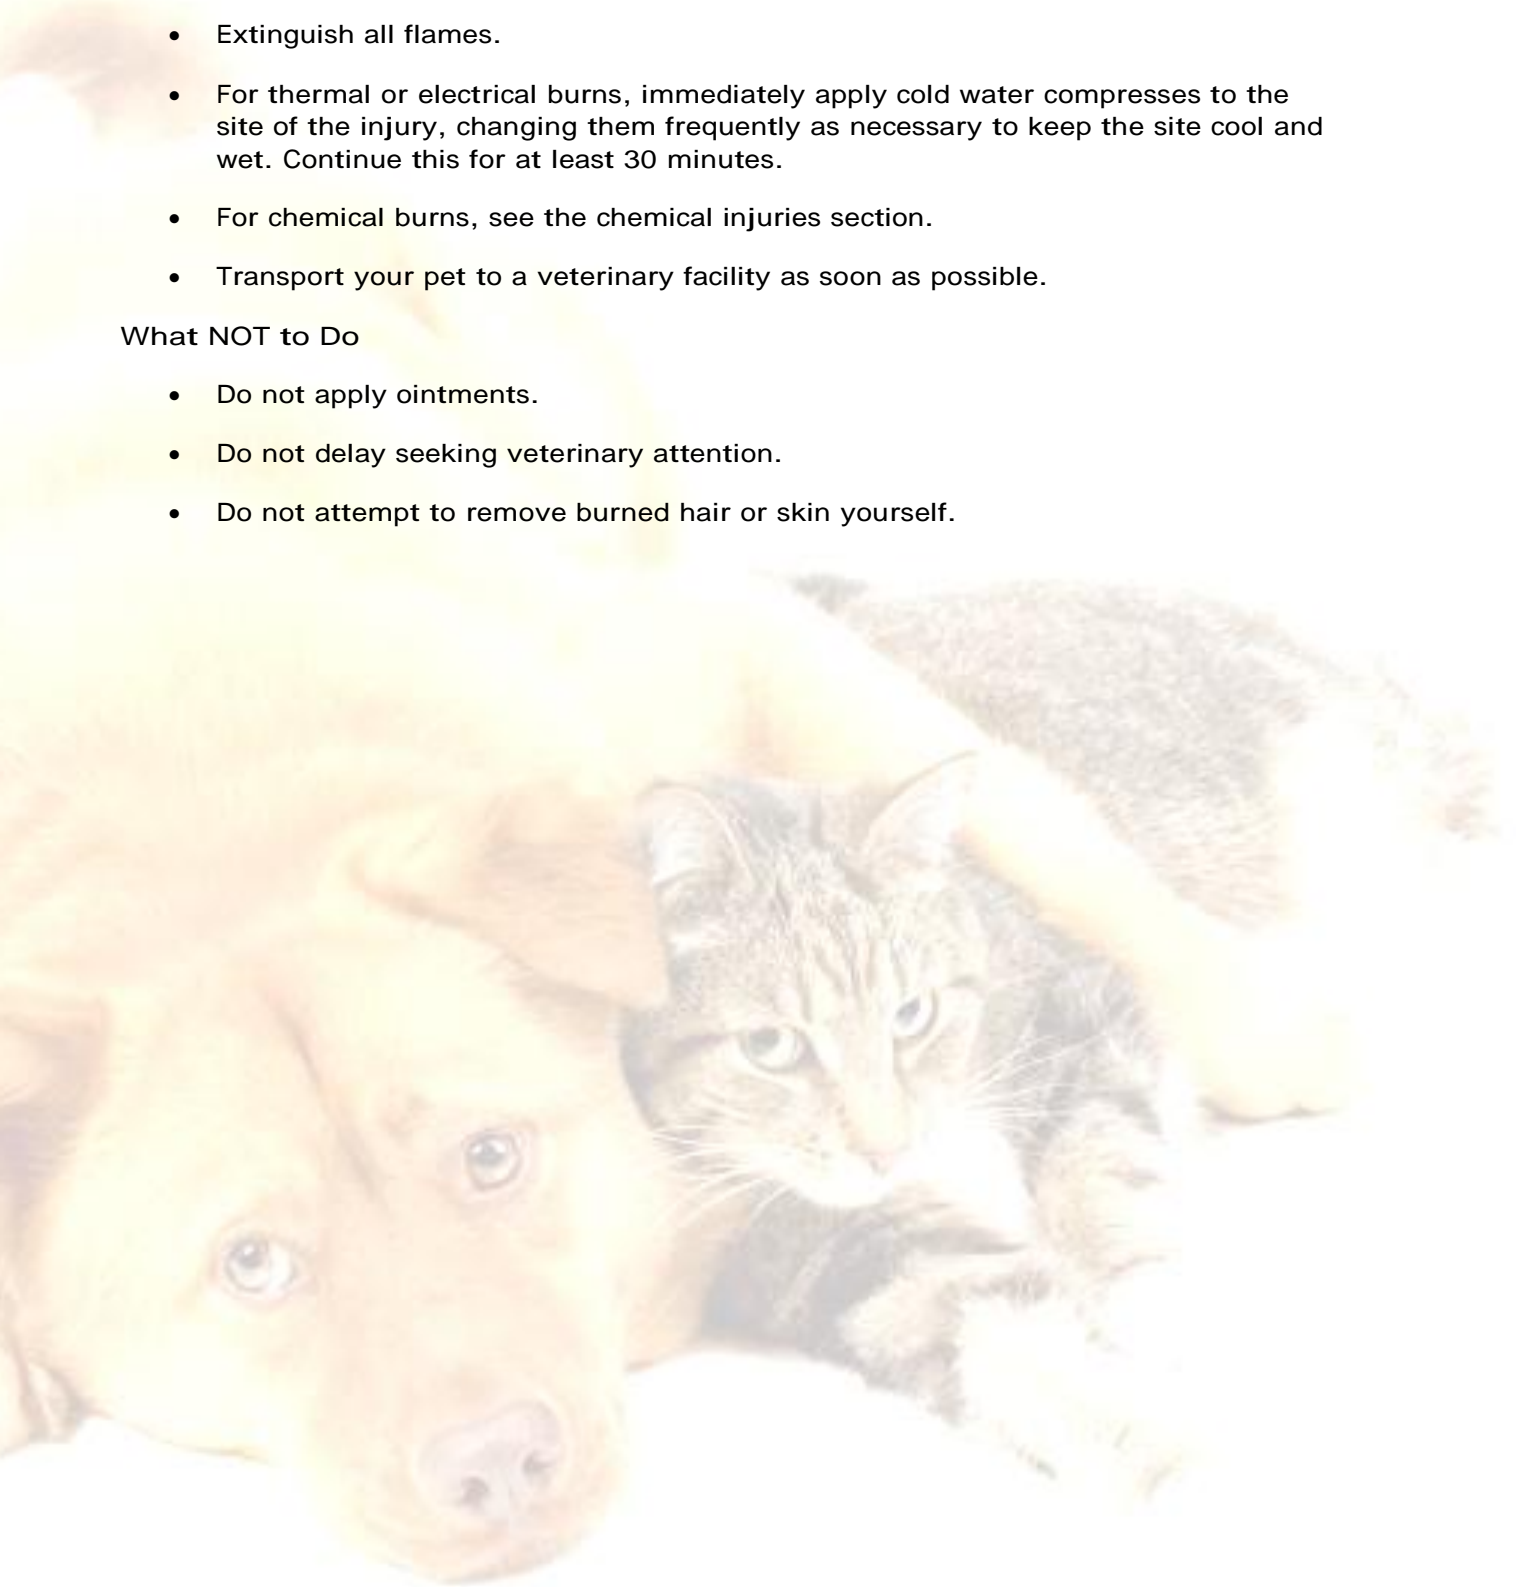 • Extinguish all flames.
• For thermal or electrical burns, immediately apply cold water compresses to the
site of the injury, changing them frequently as necessary to keep the site cool and
wet. Continue this for at least 30 minutes.
• For chemical burns, see the chemical injuries section.
• Transport your pet to a veterinary facility as soon as possible.
What NOT to Do
• Do not apply ointments.
• Do not delay seeking veterinary attention.
• Do not attempt to remove burned hair or skin yourself.